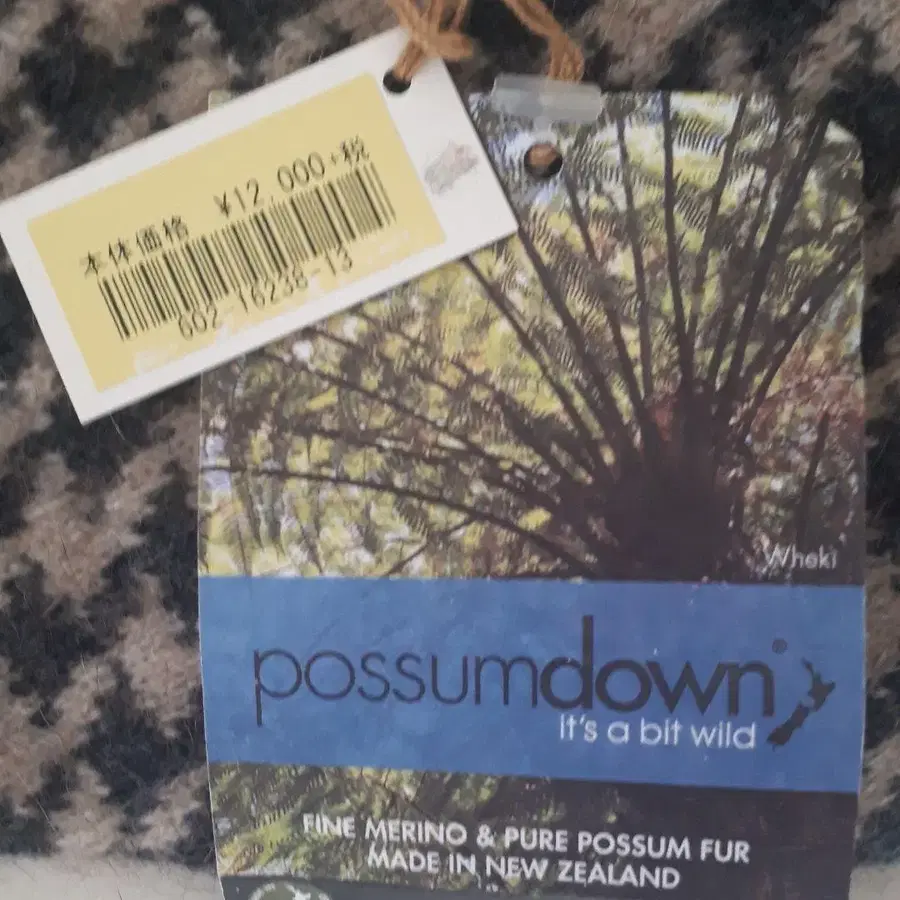 本体価格 ¥12,000+税
602-16238-13
Wheki
possumdown®
it's a bit wild
FINE MERINO & PURE POSSUM FUR
MADE IN NEW ZEALAND